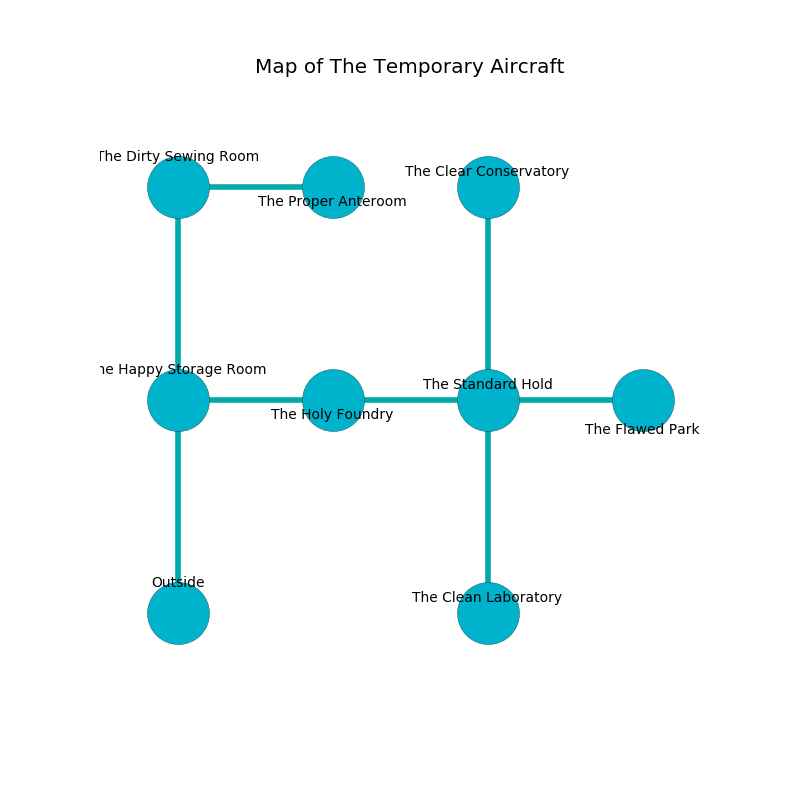 Map of The Temporary Aircraft
The Dirty Sewing Room
The Clear Conservatory
The Proper Anteroom
he Happy Storage Room
The Standard Hold
The Holy Foundry
The Flawed Park
Outside
The Clean Laboratory